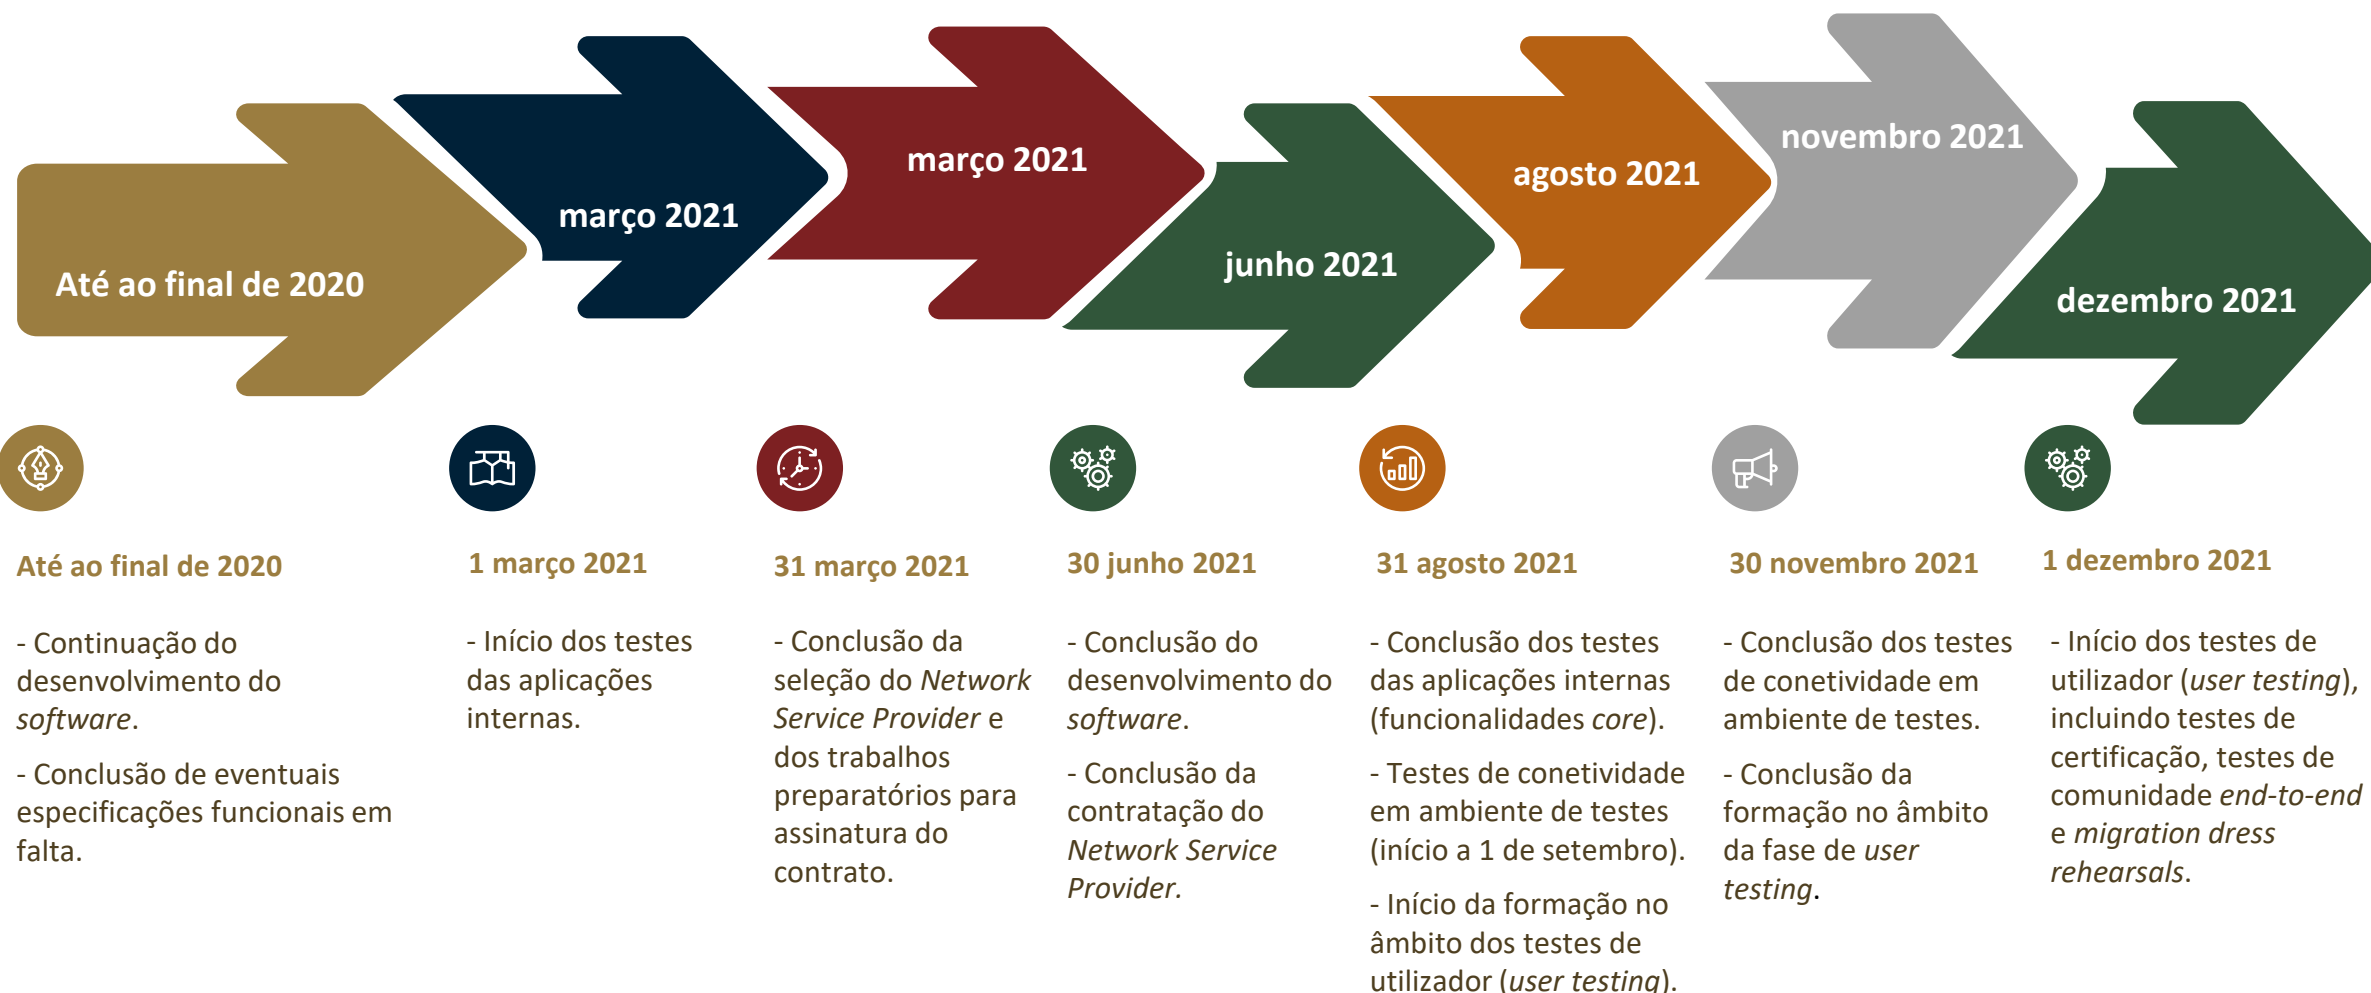 Até ao final de 2020
março 2021
março 2021
junho 2021
agosto 2021
novembro 2021
dezembro 2021
Até ao final de 2020
- Continuação do
desenvolvimento do
software.
- Conclusão de eventuais
especificações funcionais em
falta.
1 março 2021
- Início dos testes
das aplicações
internas.
31 março 2021
- Conclusão da
seleção do Network
Service Provider e
dos trabalhos
preparatórios para
assinatura do
contrato.
30 junho 2021
- Conclusão do
desenvolvimento do
software.
- Conclusão da
contratação do
Network Service
Provider.
31 agosto 2021
- Conclusão dos testes
das aplicações internas
(funcionalidades core).
- Testes de conetividade
em ambiente de testes
(início a 1 de setembro).
- Início da formação no
âmbito dos testes de
utilizador (user testing).
30 novembro 2021
- Conclusão dos testes
de conetividade em
ambiente de testes.
- Conclusão da
formação no âmbito
da fase de user
testing.
1 dezembro 2021
- Início dos testes de
utilizador (user testing),
incluindo testes de
certificação, testes de
comunidade end-to-end
e migration dress
rehearsals.